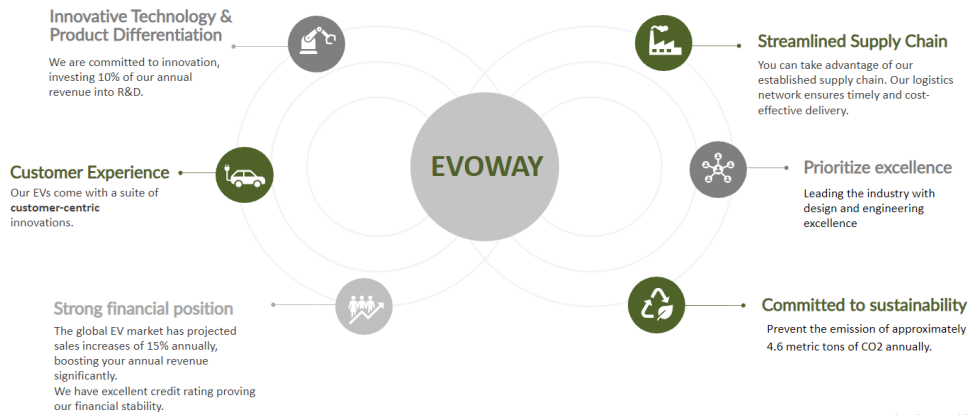 Innovative Technology &
Product Differentiation
We are committed to innovation,
investing 10% of our annual
revenue into R&D.
Customer Experience
Our EVs come with a suite of
customer-centric
innovations.
Strong financial position
The global EV market has projected
sales increases of 15% annually,
boosting your annual revenue
significantly.
We have excellent credit rating proving
our financial stability.
EVOWAY
Streamlined Supply Chain
You can take advantage of our
established supply chain. Our logistics
network ensures timely and cost-
effective delivery.
Prioritize excellence
Leading the industry with
design and engineering
excellence
Committed to sustainability
Prevent the emission of approximately
4.6 metric tons of CO2 annually.